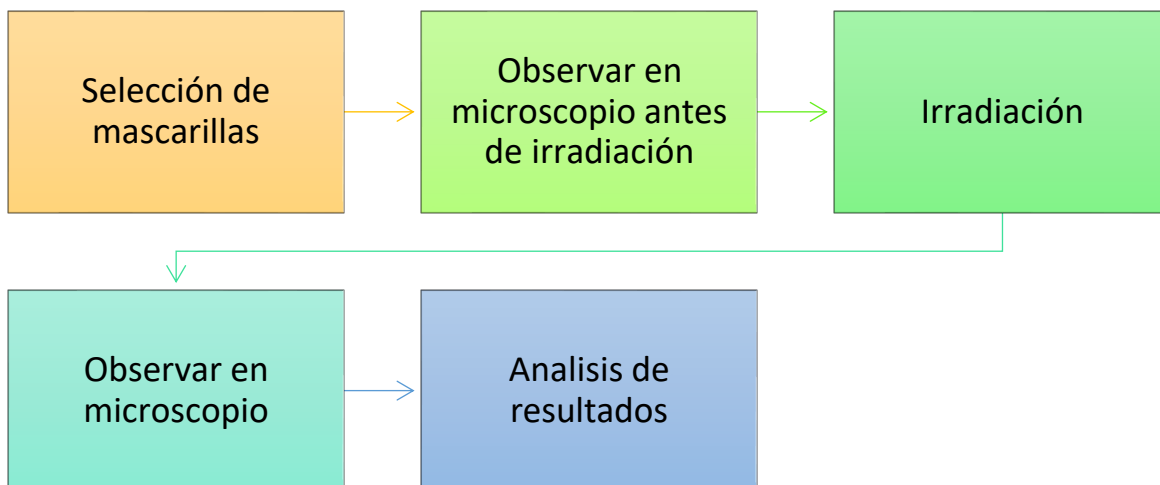 Selección de
mascarillas
Observar en
microscopio antes
de irradiación
Irradiación
Observar en
microscopio
Analisis de
resultados